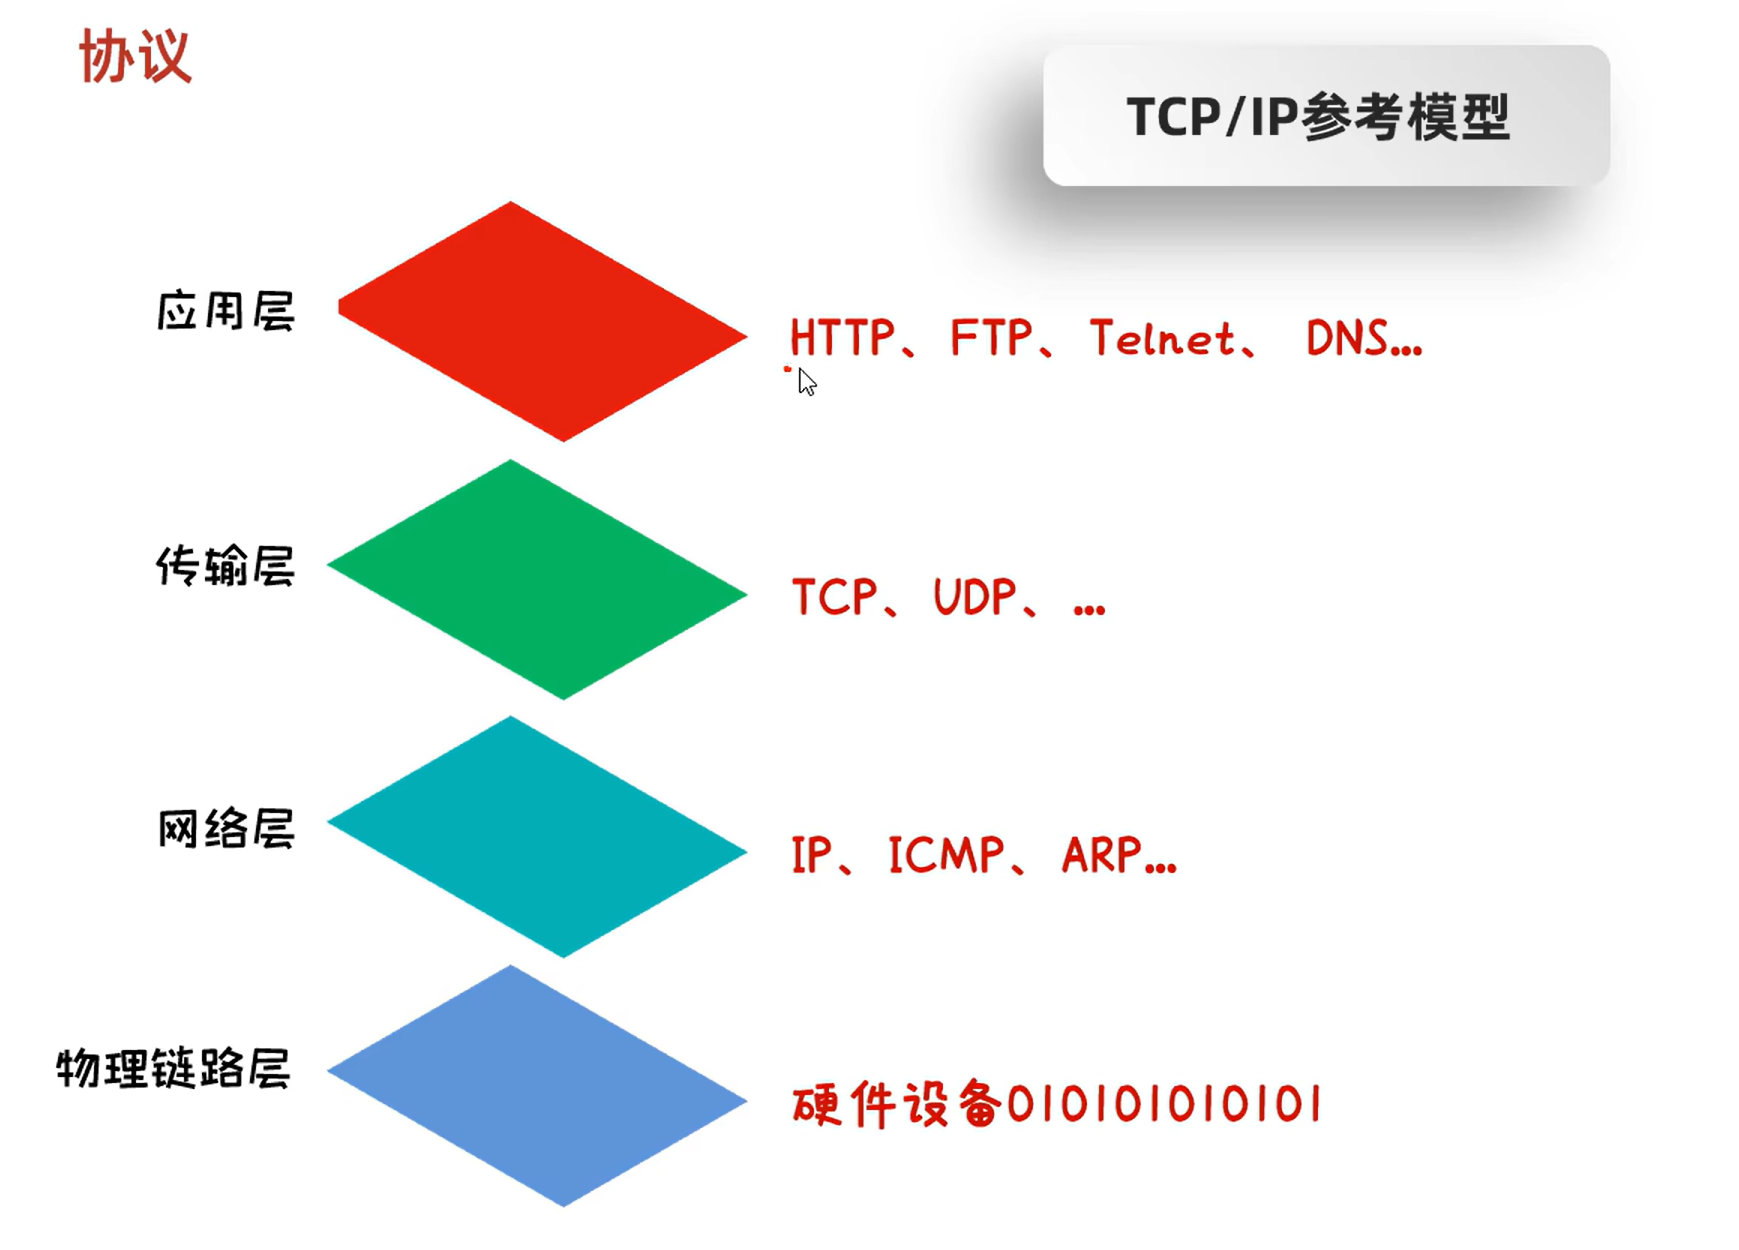 协议
TCP/IP参考模型
应用层
HTTP、FTP、Telnet、 DNS...
传输层
TCP、UDP、...
网络层
IP、ICMP、ARP...
物理链路层
硬件设备010101010101